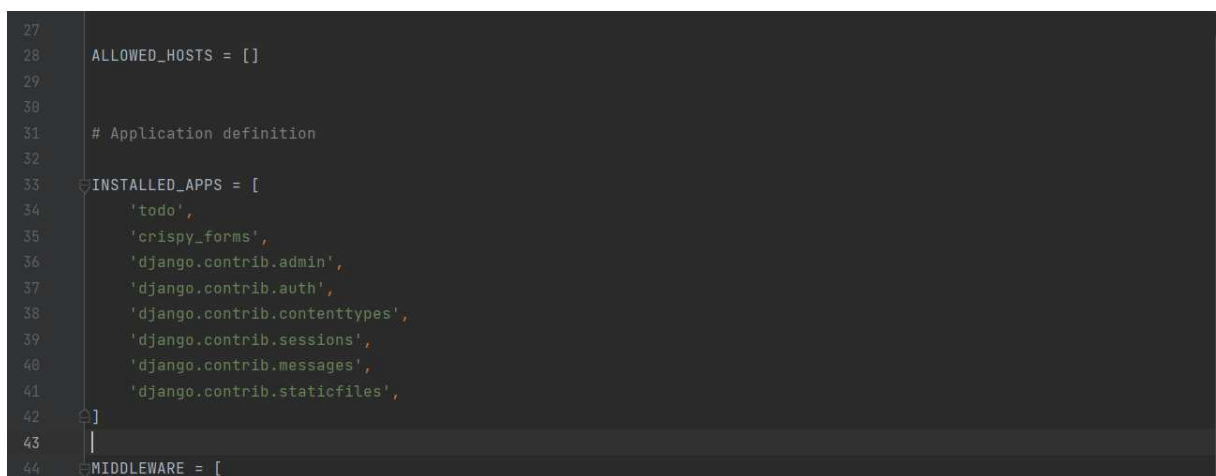 27
28 ALLOWED_HOSTS = []
29
30
31 # Application definition
32
33 INSTALLED_APPS = [
34     'todo',
35     'crispy_forms',
36     'django.contrib.admin',
37     'django.contrib.auth',
38     'django.contrib.contenttypes',
39     'django.contrib.sessions',
40     'django.contrib.messages',
41     'django.contrib.staticfiles',
42 ]
43
44 MIDDLEWARE = [